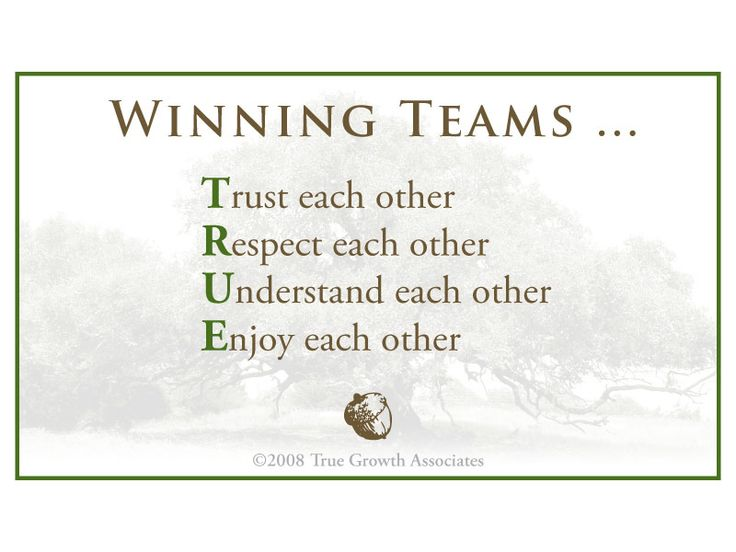 WINNING TEAMS ...
Trust each other
Respect each other
Understand each other
Enjoy each other
©2008 True Growth Associates